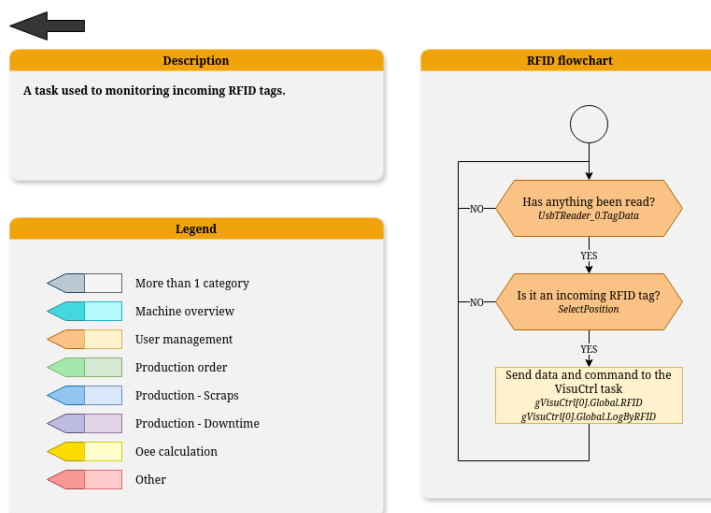 Description
A task used to monitoring incoming RFID tags.
Legend
More than 1 category
Machine overview
User management
Production order
Production - Scraps
Production - Downtime
Oee calculation
Other
RFID flowchart
Has anything been read?
UsbTReader_0.TagData
NO
YES
Is it an incoming RFID tag?
SelectPosition
NO
YES
Send data and command to the
VisuCtrl task
gVisuCtrl[0].Global.RFID
gVisuCtrl[0].Global.LogByRFID